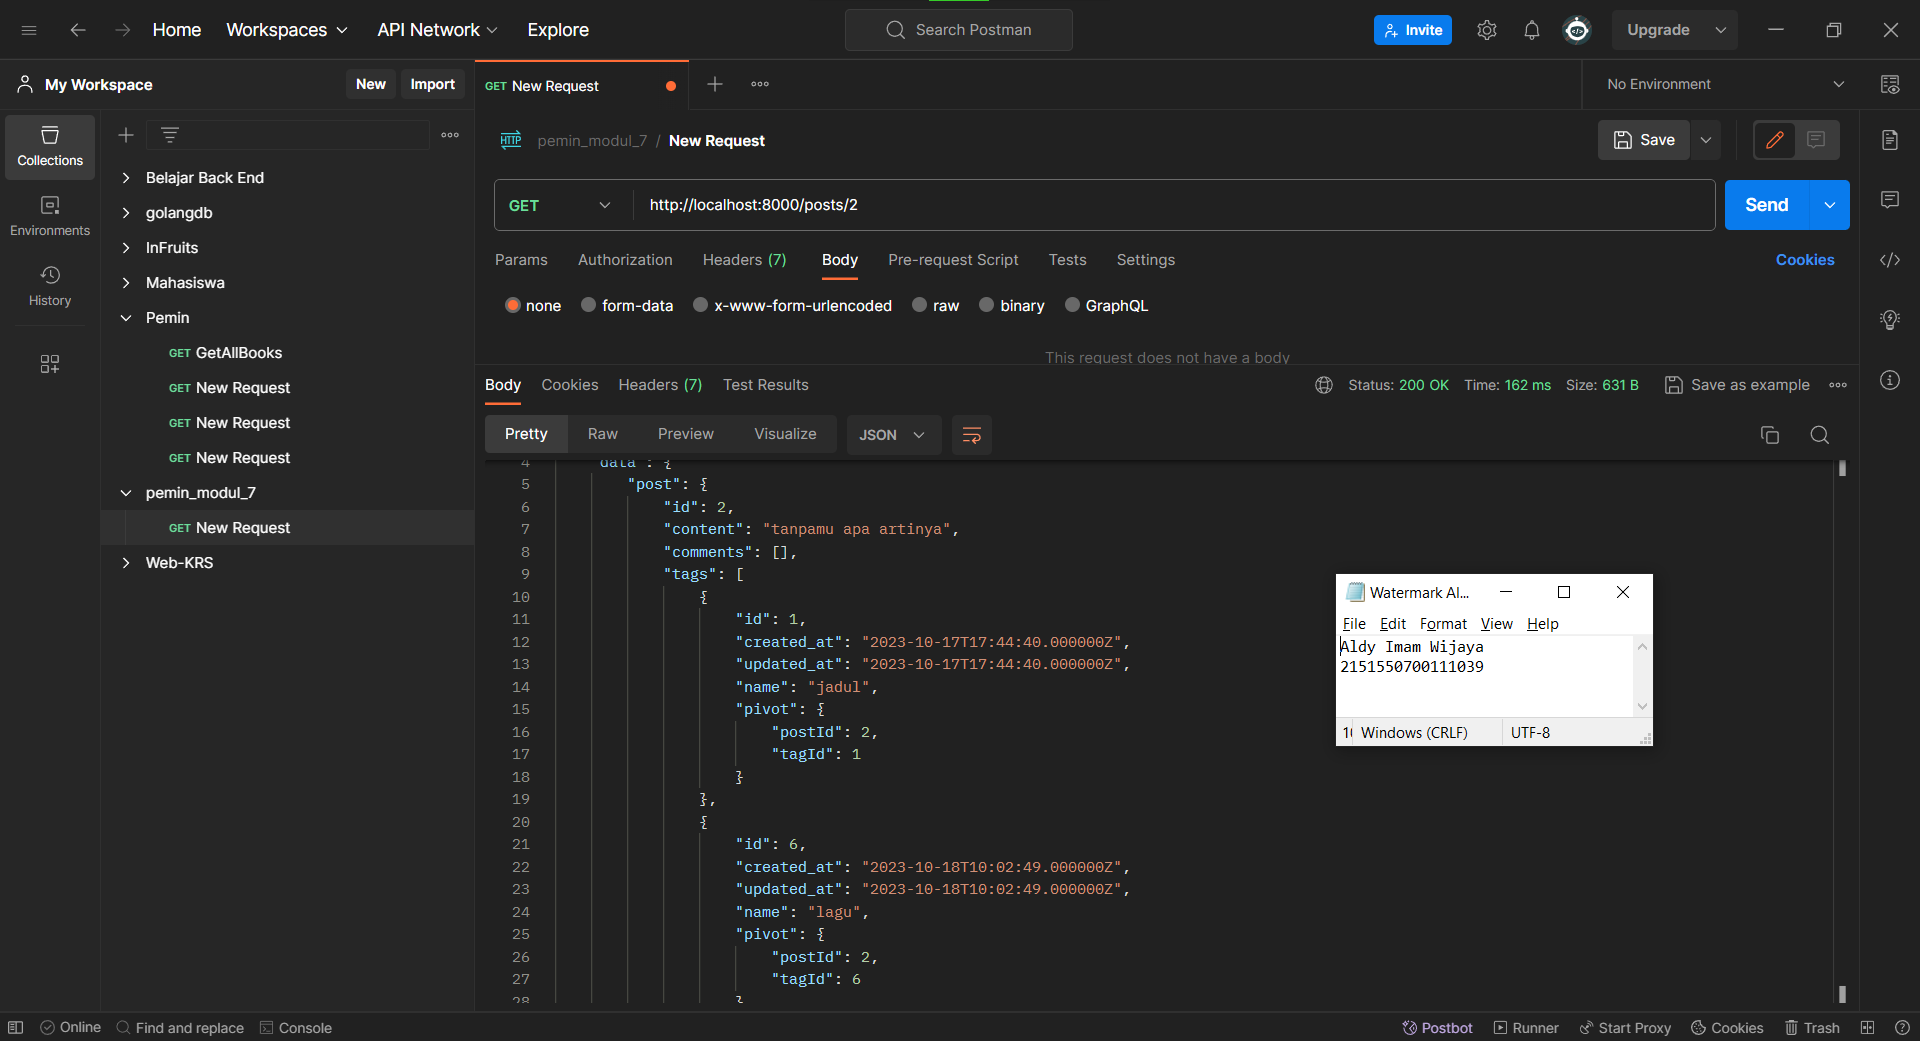 Home
Workspaces
API Network
Explore
Search Postman
Invite
Upgrade
My Workspace
New
Import
GET New Request
No Environment
Collections
Environments
History
Belajar Back End
golangdb
InFruits
Mahasiswa
Pemin
GET GetAllBooks
GET New Request
GET New Request
GET New Request
pemin_modul_7
GET New Request
Web-KRS
HTTP
pemin_modul_7 / New Request
Save
GET
http://localhost:8000/posts/2
Send
Params
Authorization
Headers (7)
Body
Pre-request Script
Tests
Settings
Cookies
none
form-data
x-www-form-urlencoded
raw
binary
GraphQL
This request does not have a body
Body
Cookies
Headers (7)
Test Results
Status: 200 OK
Time: 162 ms
Size: 631 B
Save as example
Pretty
Raw
Preview
Visualize
JSON
4 data : {
5 "post": {
6 "id": 2,
7 "content": "tanpamu apa artinya",
8 "comments": [],
9 "tags": [
10 {
11 "id": 1,
12 "created_at": "2023-10-17T17:44:40.000000Z",
13 "updated_at": "2023-10-17T17:44:40.000000Z",
14 "name": "jadul",
15 "pivot": {
16 "postId": 2,
17 "tagId": 1
18 }
19 },
20 {
21 "id": 6,
22 "created_at": "2023-10-18T10:02:49.000000Z",
23 "updated_at": "2023-10-18T10:02:49.000000Z",
24 "name": "lagu",
25 "pivot": {
26 "postId": 2,
27 "tagId": 6
28 }
Watermark Al...
File Edit Format View Help
Aldy Imam Wijaya
2151550700111039
Windows (CRLF)
UTF-8
Online
Find and replace
Console
Postbot
Runner
Start Proxy
Cookies
Trash